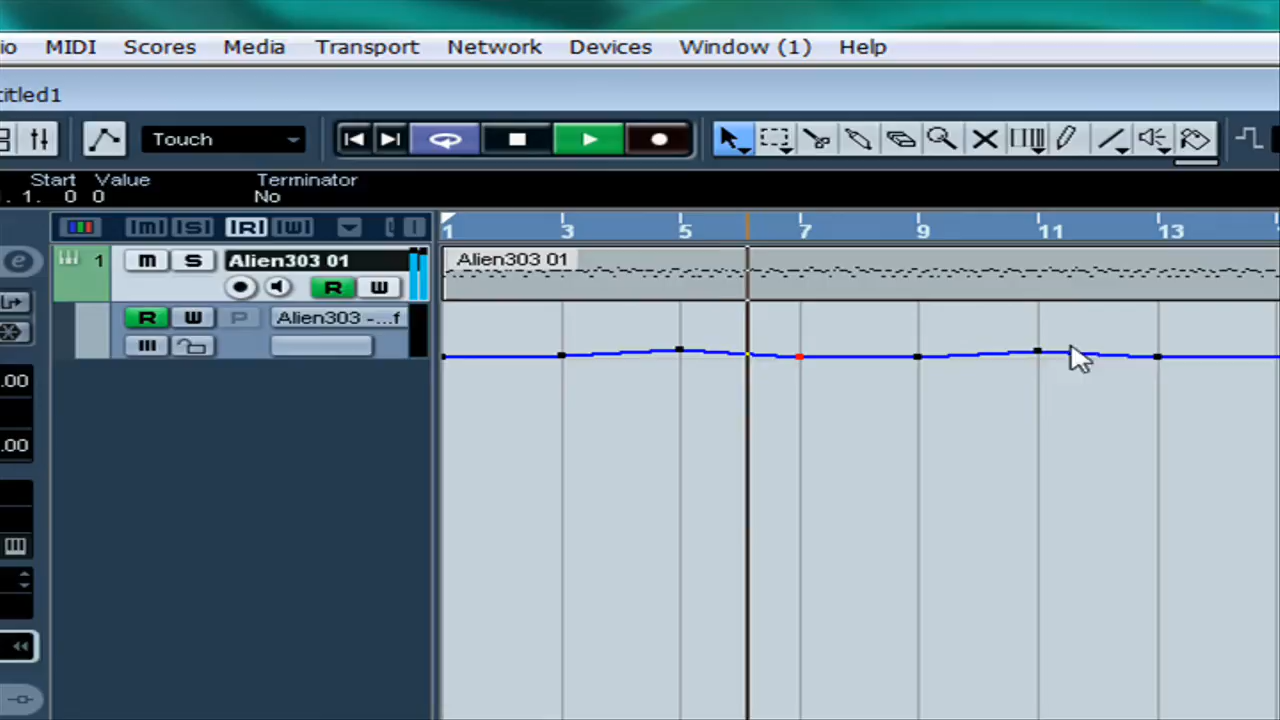 io MIDI Scores Media Transport Network Devices Window (1) Help
titled1
Touch
Start Value Terminator
. 1. 0 0 No
[M] [S] [R] [W]
1 3 5 7 9 11 13
1 m S Alien303 01
Alien303 01
R W
R W P Alien303 -...f
.00
.00